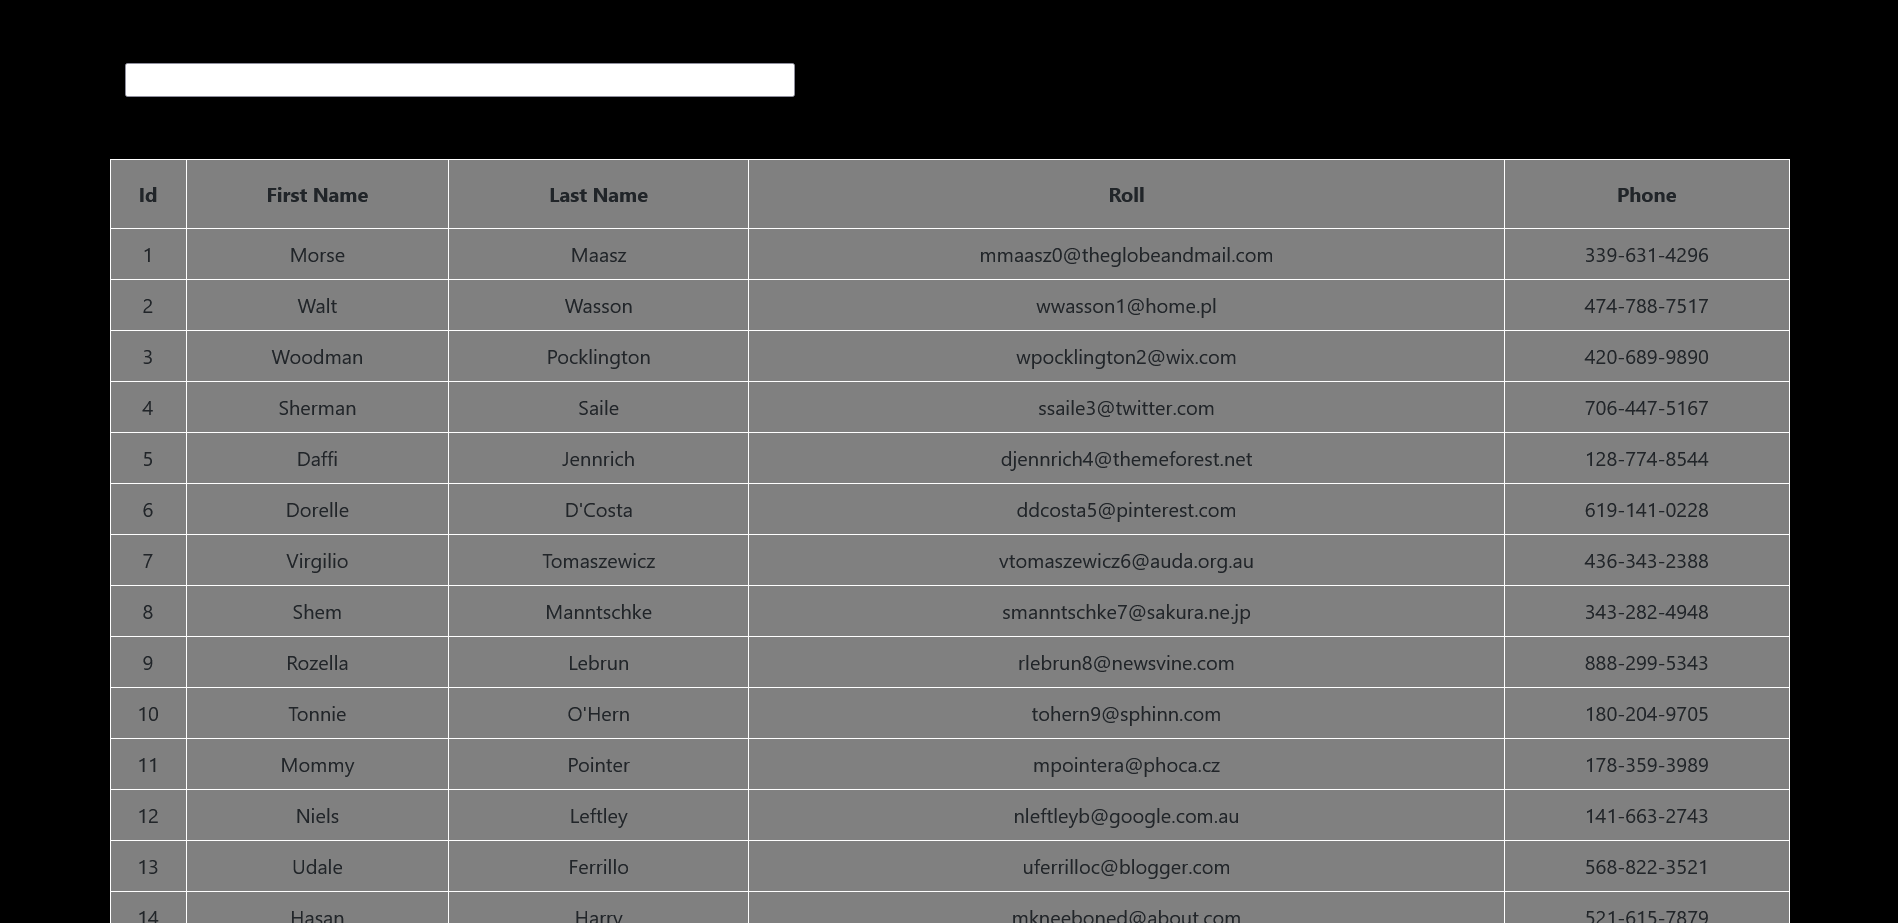 Id First Name Last Name Roll Phone
1 Morse Maasz mmaasz0@theglobeandmail.com 339-631-4296
2 Walt Wasson wwasson1@home.pl 474-788-7517
3 Woodman Pocklington wpocklington2@wix.com 420-689-9890
4 Sherman Saile ssaile3@twitter.com 706-447-5167
5 Daffi Jennrich djennrich4@themeforest.net 128-774-8544
6 Dorelle D'Costa ddcosta5@pinterest.com 619-141-0228
7 Virgilio Tomaszewicz vtomaszewicz6@auda.org.au 436-343-2388
8 Shem Manntschke smanntschke7@sakura.ne.jp 343-282-4948
9 Rozella Lebrun rlebrun8@newsvine.com 888-299-5343
10 Tonnie O'Hern tohern9@sphinn.com 180-204-9705
11 Mommy Pointer mpointera@phoca.cz 178-359-3989
12 Niels Leftley nleftleyb@google.com.au 141-663-2743
13 Udale Ferrillo uferrilloc@blogger.com 568-822-3521
14 Hasan Harry mkneeboned@about.com 521-615-7879